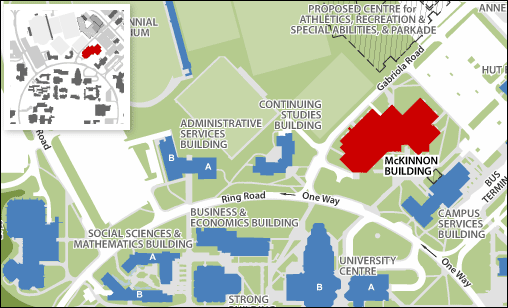 NNIAL
IUM
PROPOSED CENTRE for
ATHLETICS, RECREATION &
SPECIAL ABILITIES, & PARKADE
ANNE
Gabriola Road
HUT
CONTINUING
STUDIES
BUILDING
ADMINISTRATIVE
SERVICES
BUILDING
Road
B
A
McKINNON
BUILDING
BUS
TERMIN
Ring Road
One Way
CAMPUS
SERVICES
BUILDING
BUSINESS &
ECONOMICS BUILDING
SOCIAL SCIENCES &
MATHEMATICS BUILDING
One Way
A
B
UNIVERSITY
CENTRE
B
A
STRONG